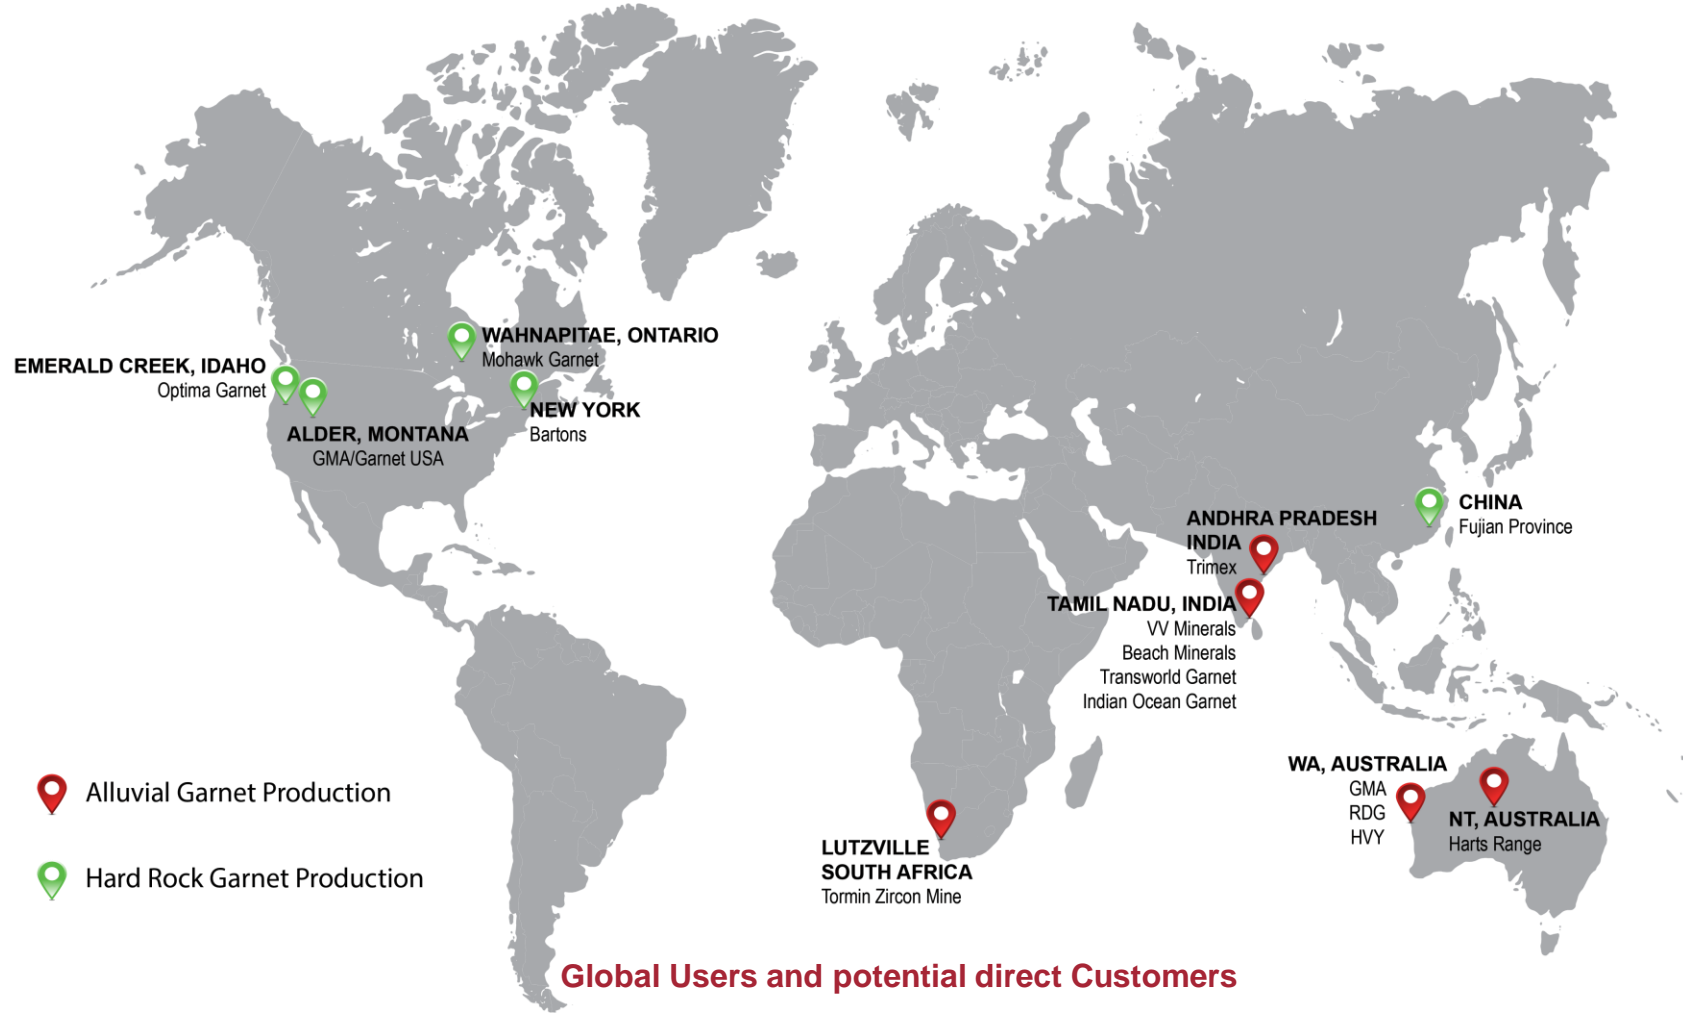 WAHNAPITAE, ONTARIO
Mohawk Garnet
EMERALD CREEK, IDAHO
Optima Garnet
NEW YORK
Bartons
ALDER, MONTANA
GMA/Garnet USA
CHINA
Fujian Province
ANDHRA PRADESH
INDIA
Trimex
TAMIL NADU, INDIA
VV Minerals
Beach Minerals
Transworld Garnet
Indian Ocean Garnet
WA, AUSTRALIA
GMA
RDG
HVY
NT, AUSTRALIA
Harts Range
LUTZVILLE
SOUTH AFRICA
Tormin Zircon Mine
Alluvial Garnet Production
Hard Rock Garnet Production
Global Users and potential direct Customers